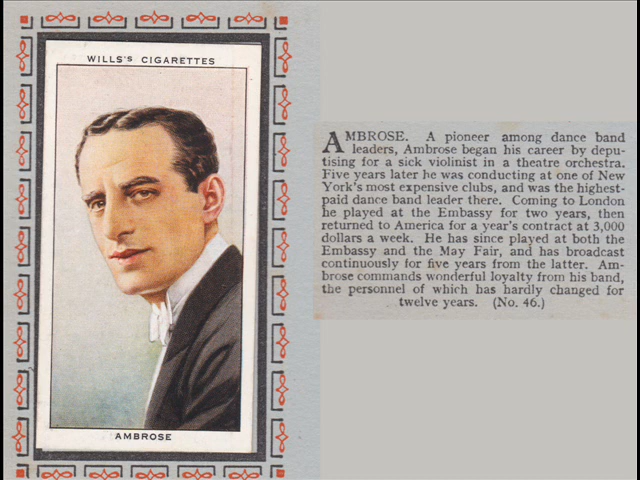 WILLS'S CIGARETTES
AMBROSE
AMBROSE. A pioneer among dance band
leaders, Ambrose began his career by depu-
tising for a sick violinist in a theatre orchestra.
Five years later he was conducting at one of New
York's most expensive clubs, and was the highest-
paid dance band leader there. Coming to London
he played at the Embassy for two years, then
returned to America for a year's contract at 3,000
dollars a week. He has since played at both the
Embassy and the May Fair, and has broadcast
continuously for five years from the latter. Am-
brose commands wonderful loyalty from his band,
the personnel of which has hardly changed for
twelve years. (No. 46.)